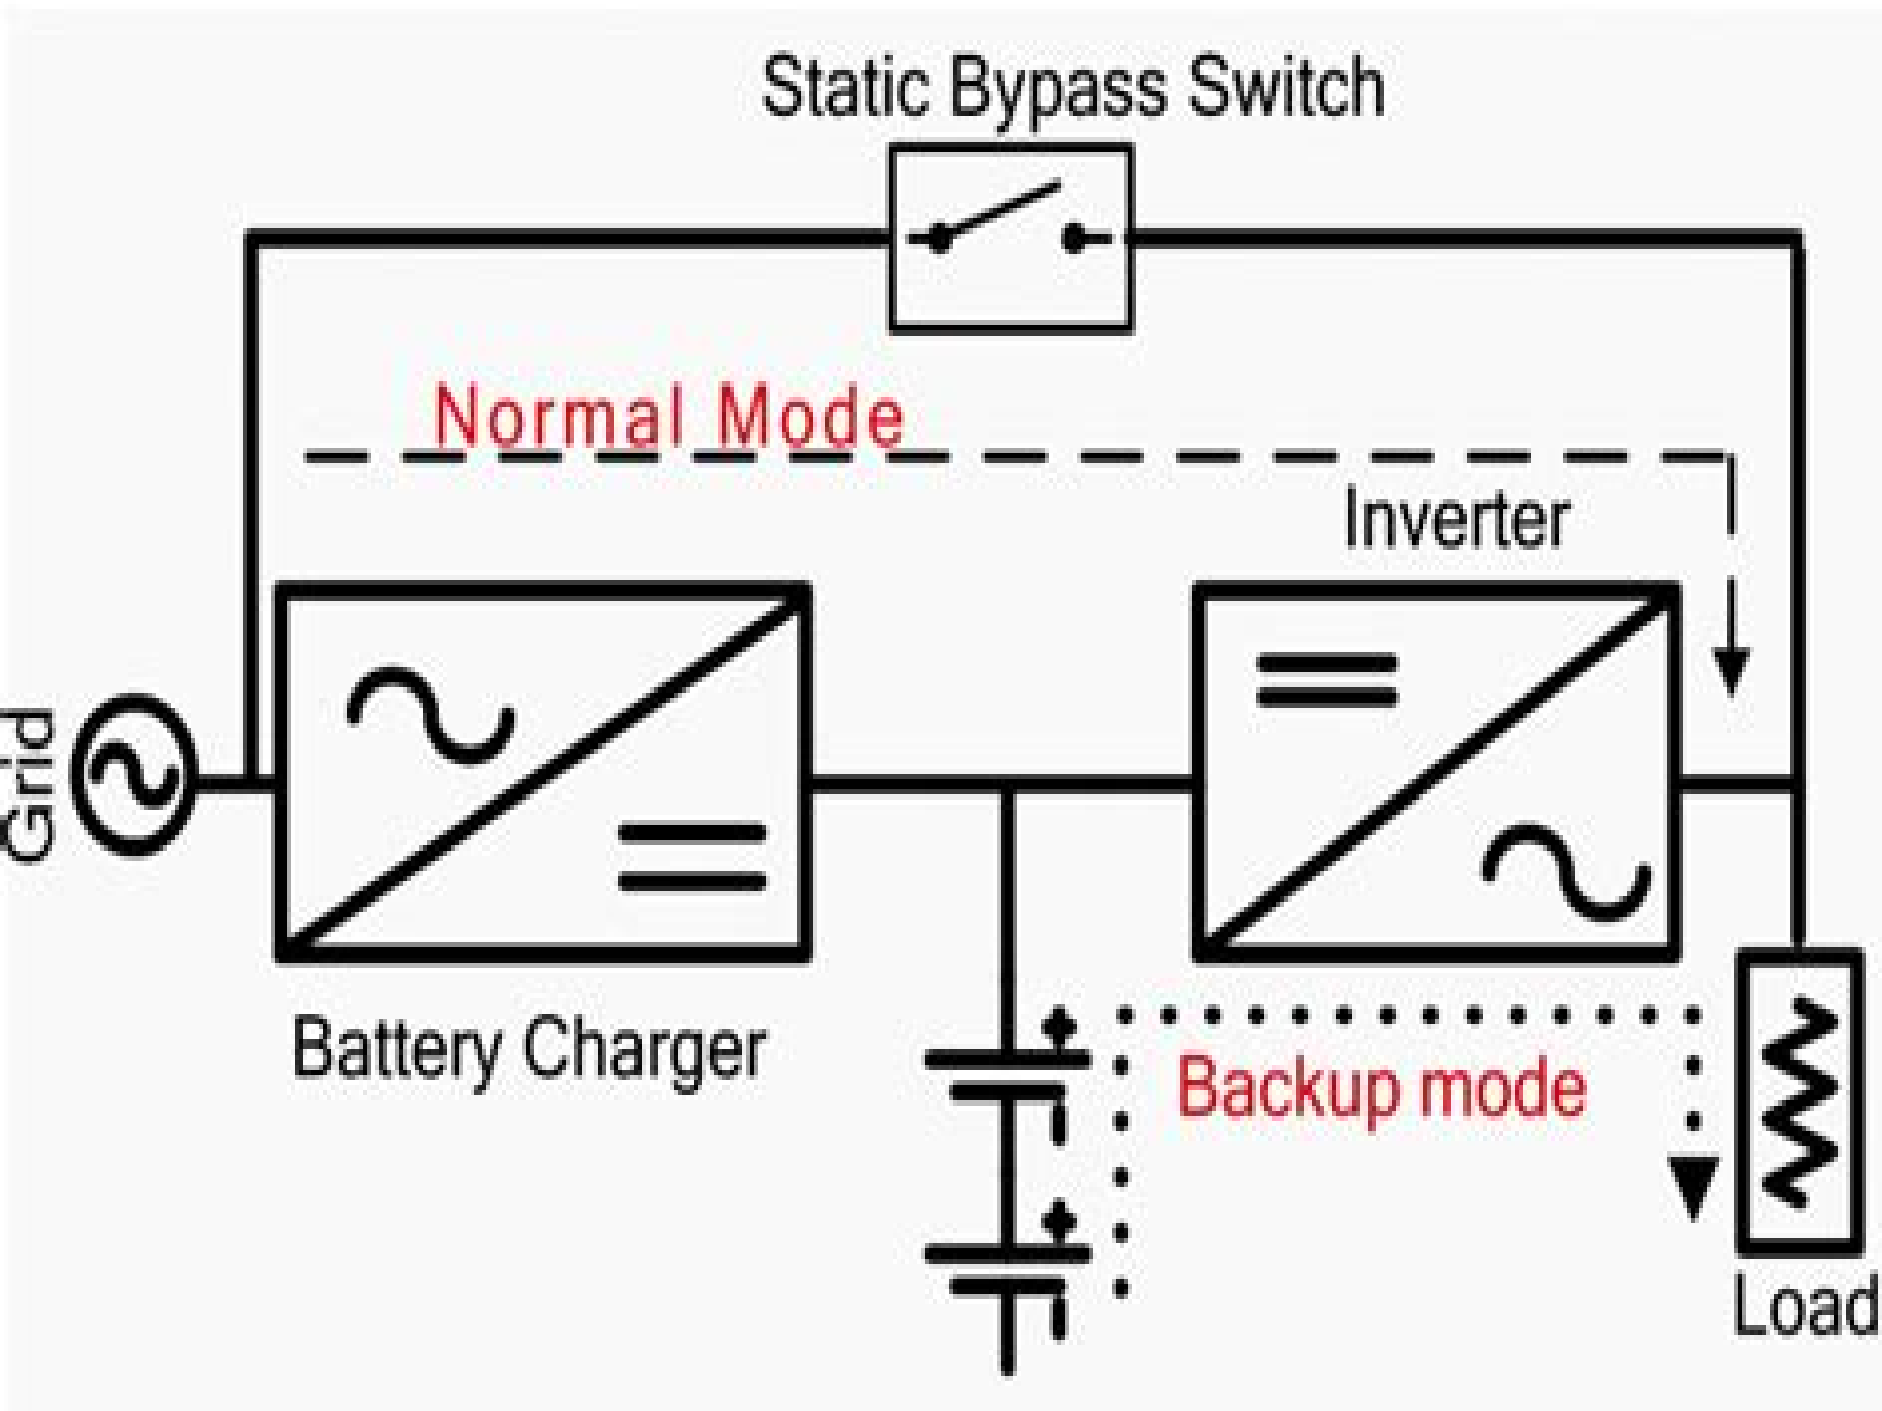 Static Bypass Switch
Normal Mode
Inverter
Grid
Battery Charger
Backup mode
Load